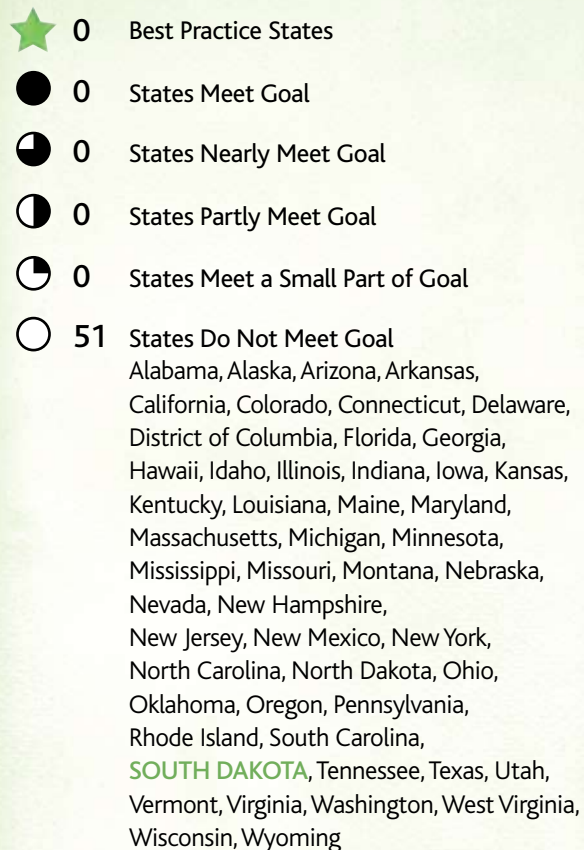 0 Best Practice States
0 States Meet Goal
0 States Nearly Meet Goal
0 States Partly Meet Goal
0 States Meet a Small Part of Goal
51 States Do Not Meet Goal
Alabama, Alaska, Arizona, Arkansas,
California, Colorado, Connecticut, Delaware,
District of Columbia, Florida, Georgia,
Hawaii, Idaho, Illinois, Indiana, Iowa, Kansas,
Kentucky, Louisiana, Maine, Maryland,
Massachusetts, Michigan, Minnesota,
Mississippi, Missouri, Montana, Nebraska,
Nevada, New Hampshire,
New Jersey, New Mexico, New York,
North Carolina, North Dakota, Ohio,
Oklahoma, Oregon, Pennsylvania,
Rhode Island, South Carolina,
SOUTH DAKOTA, Tennessee, Texas, Utah,
Vermont, Virginia, Washington, West Virginia,
Wisconsin, Wyoming